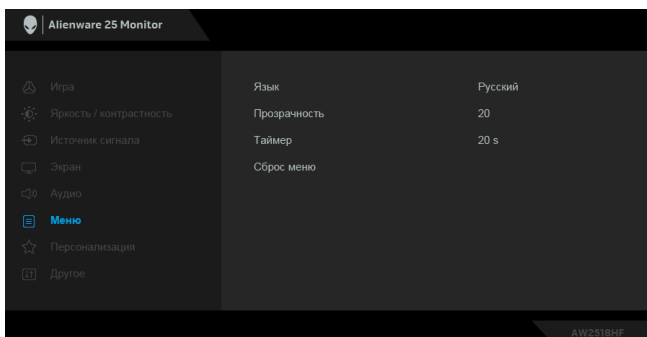 Alienware 25 Monitor
Игра
Язык Русский
Яркость / контрастность
Прозрачность 20
Источник сигнала
Таймер 20 s
Экран
Сброс меню
Аудио
Меню
Персонализация
Другое
AW2518HF